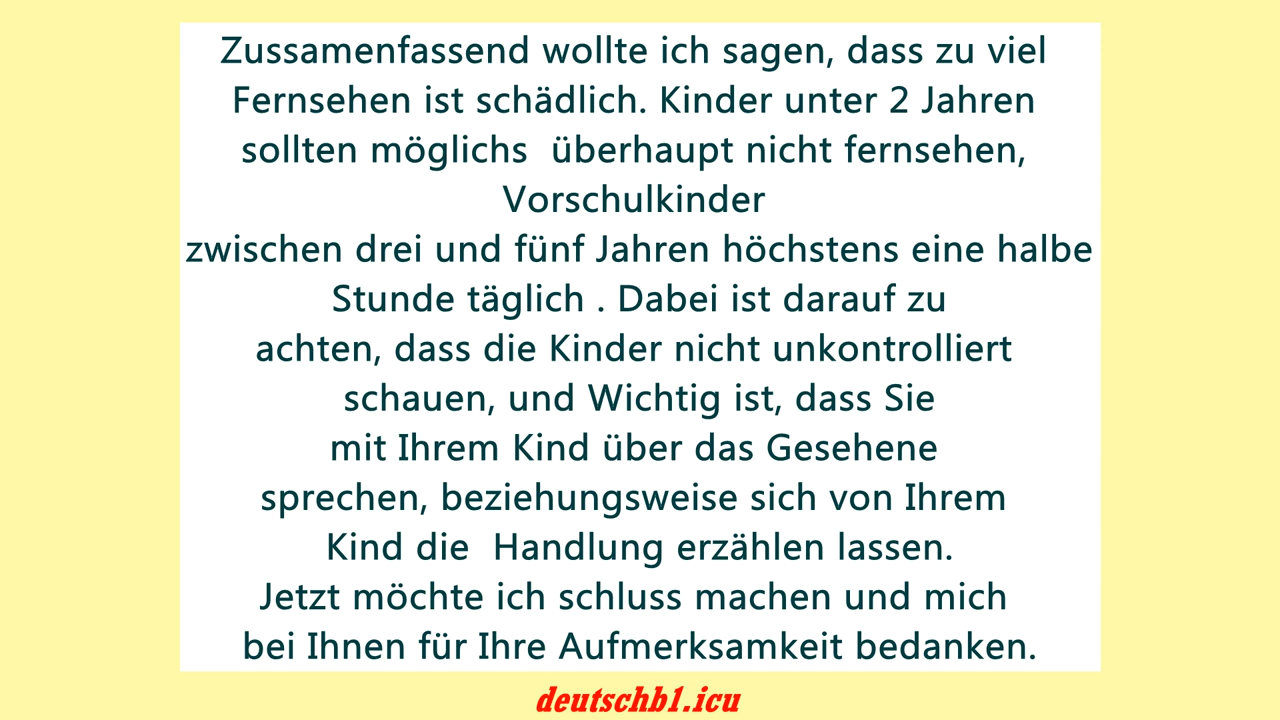 Zussamenfassend wollte ich sagen, dass zu viel
Fernsehen ist schädlich. Kinder unter 2 Jahren
sollten möglichs  überhaupt nicht fernsehen,
Vorschulkinder
zwischen drei und fünf Jahren höchstens eine halbe
Stunde täglich . Dabei ist darauf zu
achten, dass die Kinder nicht unkontrolliert
schauen, und Wichtig ist, dass Sie
mit Ihrem Kind über das Gesehene
sprechen, beziehungsweise sich von Ihrem
Kind die  Handlung erzählen lassen.
Jetzt möchte ich schluss machen und mich
bei Ihnen für Ihre Aufmerksamkeit bedanken.
deutschb1.icu